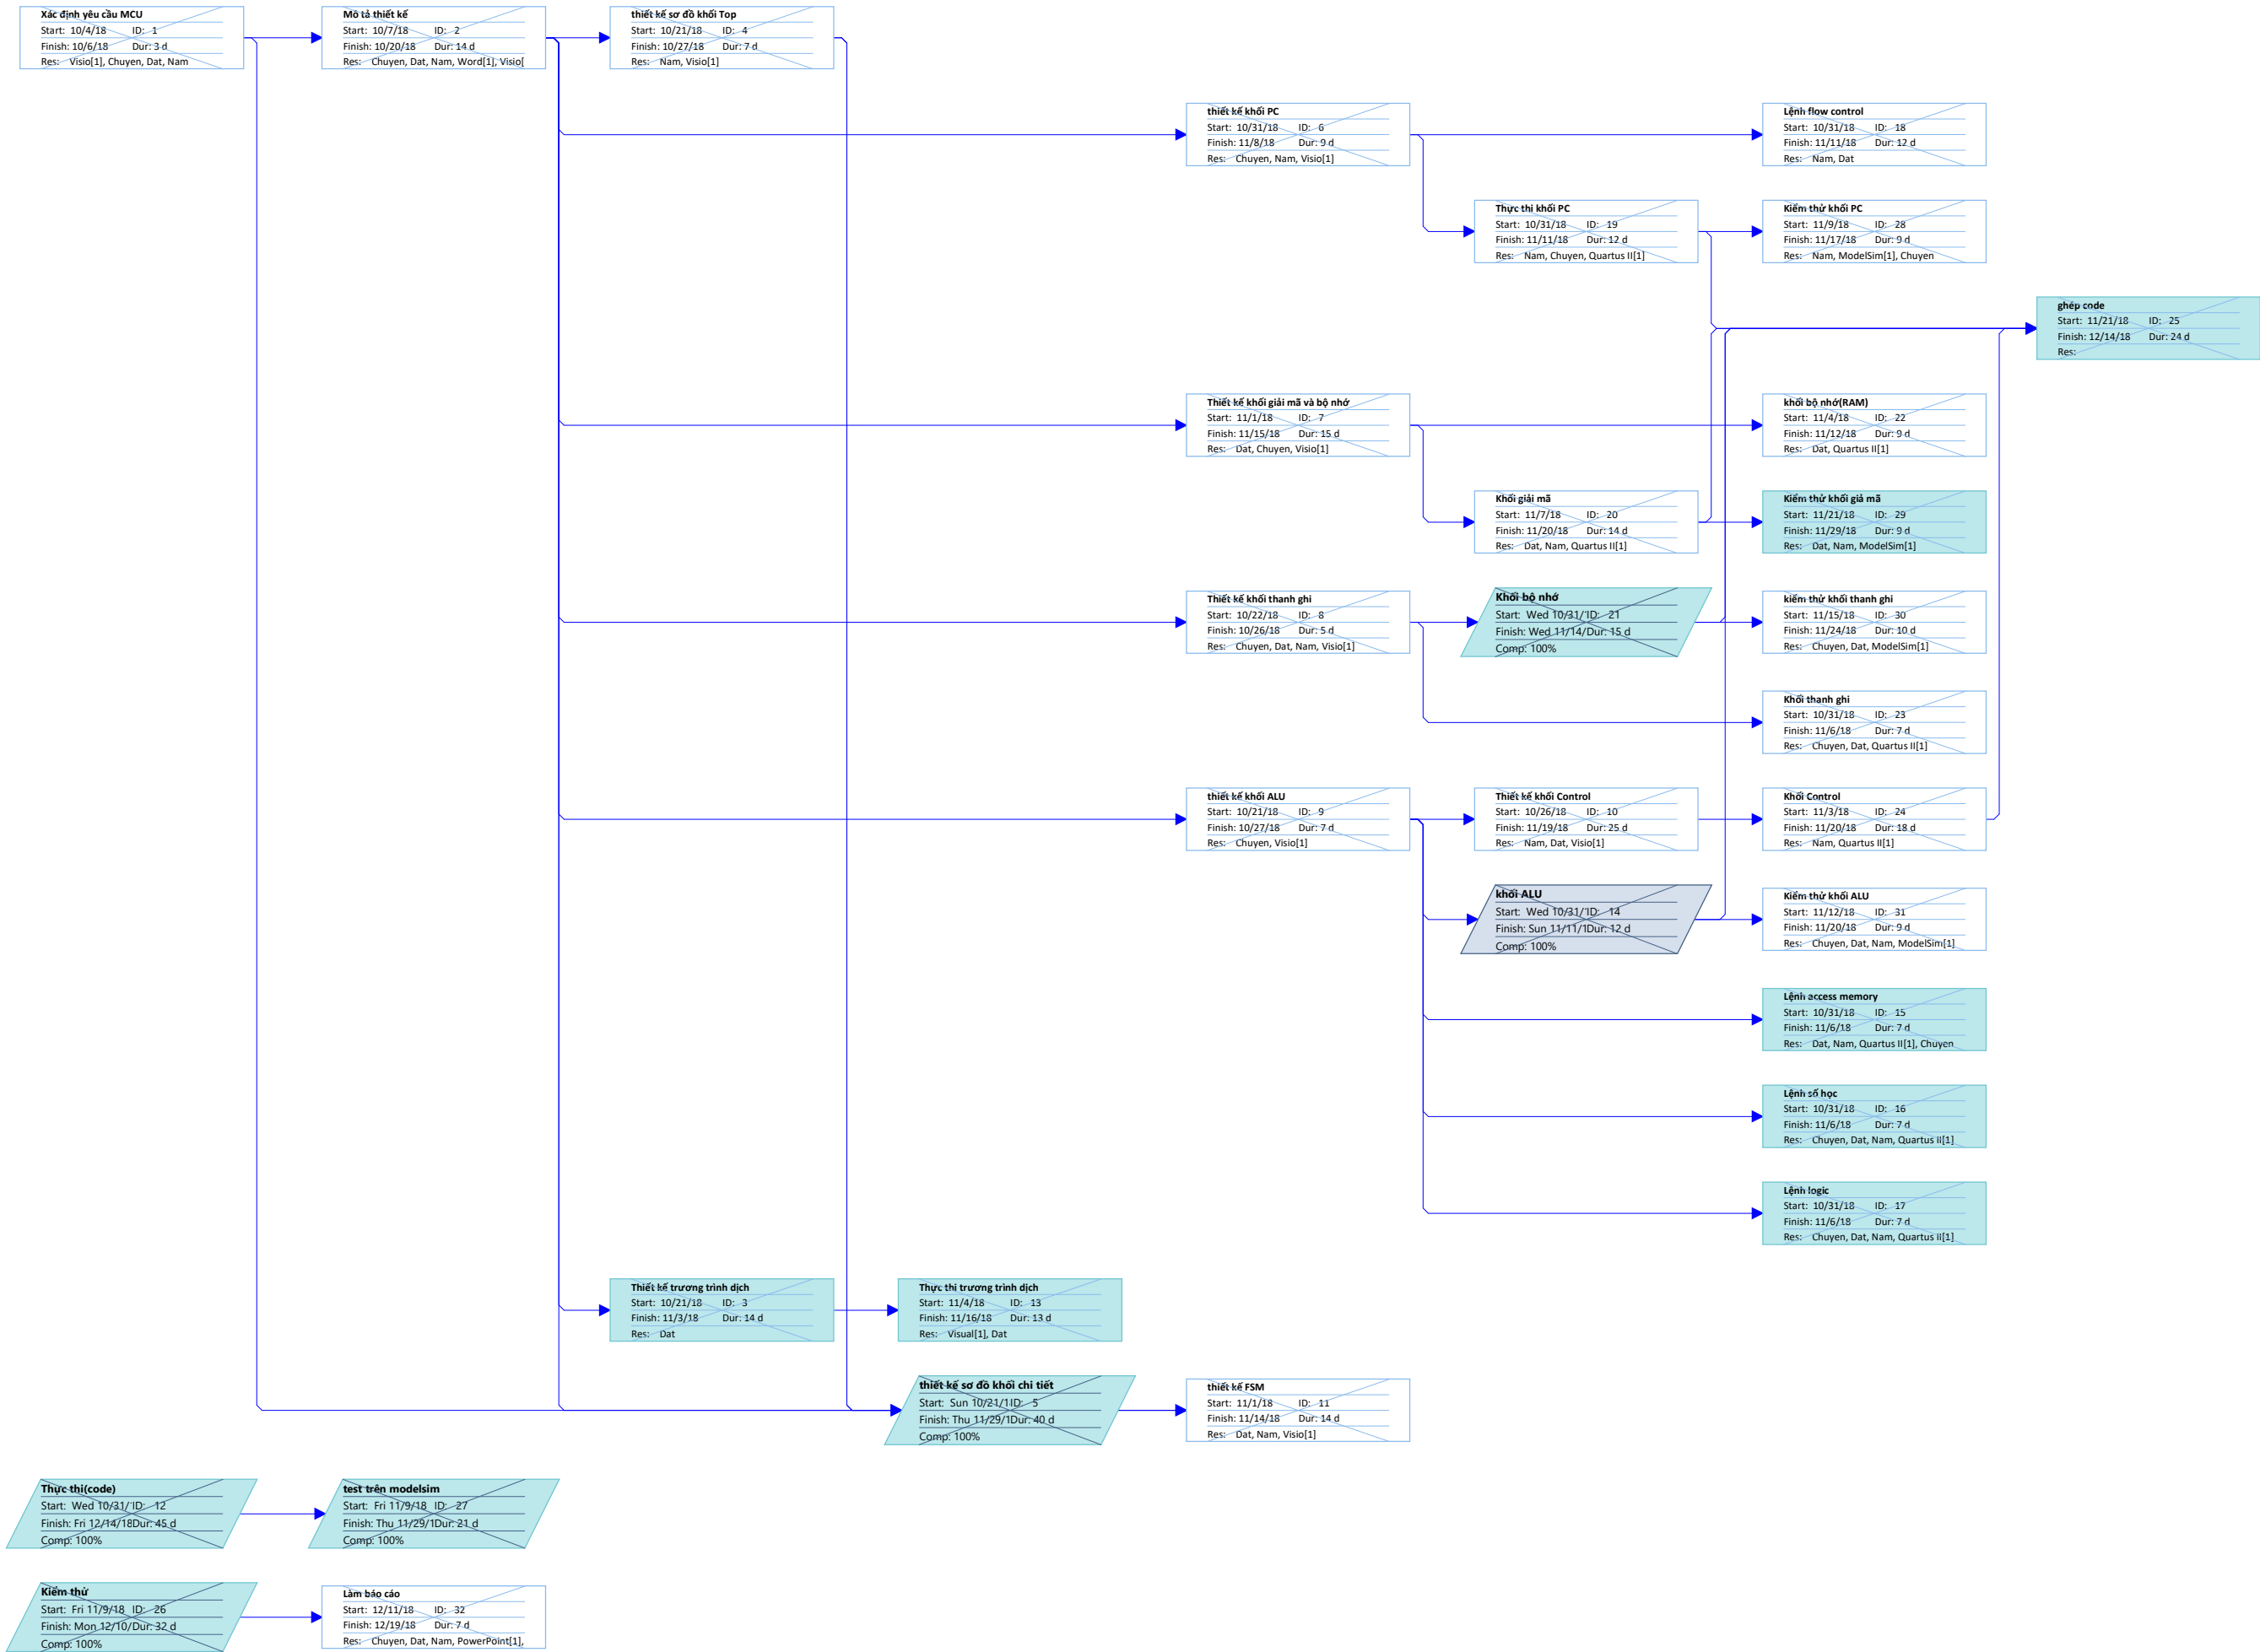 Xác định yêu cầu MCU
Start: 10/4/18 ID: 1
Finish: 10/6/18 Dur: 3 d
Res: Visio[1], Chuyen, Dat, Nam
Mô tả thiết kế
Start: 10/7/18 ID: 2
Finish: 10/20/18 Dur: 14 d
Res: Chuyen, Dat, Nam, Word[1], Visio[
thiết kế sơ đồ khối Top
Start: 10/21/18 ID: 4
Finish: 10/27/18 Dur: 7 d
Res: Nam, Visio[1]
thiết kế khối PC
Start: 10/31/18 ID: 6
Finish: 11/8/18 Dur: 9 d
Res: Chuyen, Nam, Visio[1]
Lệnh flow control
Start: 10/31/18 ID: 18
Finish: 11/11/18 Dur: 12 d
Res: Nam, Dat
Thực thi khối PC
Start: 10/31/18 ID: 19
Finish: 11/11/18 Dur: 12 d
Res: Nam, Chuyen, Quartus II[1]
Kiểm thử khối PC
Start: 11/9/18 ID: 28
Finish: 11/17/18 Dur: 9 d
Res: Nam, ModelSim[1], Chuyen
ghép code
Start: 11/21/18 ID: 25
Finish: 12/14/18 Dur: 24 d
Res:
Thiết kế khối giải mã và bộ nhớ
Start: 11/1/18 ID: 7
Finish: 11/15/18 Dur: 15 d
Res: Dat, Chuyen, Visio[1]
khối bộ nhớ(RAM)
Start: 11/4/18 ID: 22
Finish: 11/12/18 Dur: 9 d
Res: Dat, Quartus II[1]
Khối giải mã
Start: 11/7/18 ID: 20
Finish: 11/20/18 Dur: 14 d
Res: Dat, Nam, Quartus II[1]
Kiểm thử khối giả mã
Start: 11/21/18 ID: 29
Finish: 11/29/18 Dur: 9 d
Res: Dat, Nam, ModelSim[1]
Thiết kế khối thanh ghi
Start: 10/22/18 ID: 8
Finish: 10/26/18 Dur: 5 d
Res: Chuyen, Dat, Nam, Visio[1]
Khối bộ nhớ
Start: Wed 10/31/ ID: 21
Finish: Wed 11/14/ Dur: 15 d
Comp: 100%
kiểm thử khối thanh ghi
Start: 11/15/18 ID: 30
Finish: 11/24/18 Dur: 10 d
Res: Chuyen, Dat, ModelSim[1]
Khối thanh ghi
Start: 10/31/18 ID: 23
Finish: 11/6/18 Dur: 7 d
Res: Chuyen, Dat, Quartus II[1]
thiết kế khối ALU
Start: 10/21/18 ID: 9
Finish: 10/27/18 Dur: 7 d
Res: Chuyen, Visio[1]
Thiết kế khối Control
Start: 10/26/18 ID: 10
Finish: 11/19/18 Dur: 25 d
Res: Nam, Dat, Visio[1]
Khối Control
Start: 11/3/18 ID: 24
Finish: 11/20/18 Dur: 18 d
Res: Nam, Quartus II[1]
khối ALU
Start: Wed 10/31/ ID: 14
Finish: Sun 11/11/1 Dur: 12 d
Comp: 100%
Kiểm thử khối ALU
Start: 11/12/18 ID: 31
Finish: 11/20/18 Dur: 9 d
Res: Chuyen, Dat, Nam, ModelSim[1]
Lệnh access memory
Start: 10/31/18 ID: 15
Finish: 11/6/18 Dur: 7 d
Res: Dat, Nam, Quartus II[1], Chuyen
Lệnh số học
Start: 10/31/18 ID: 16
Finish: 11/6/18 Dur: 7 d
Res: Chuyen, Dat, Nam, Quartus II[1]
Lệnh logic
Start: 10/31/18 ID: 17
Finish: 11/6/18 Dur: 7 d
Res: Chuyen, Dat, Nam, Quartus II[1]
Thiết kế trương trình dịch
Start: 10/21/18 ID: 3
Finish: 11/3/18 Dur: 14 d
Res: Dat
Thực thi trương trình dịch
Start: 11/4/18 ID: 13
Finish: 11/16/18 Dur: 13 d
Res: Visual[1], Dat
thiết kế sơ đồ khối chi tiết
Start: Sun 10/21/1 ID: 5
Finish: Thu 11/29/1 Dur: 40 d
Comp: 100%
thiết kế FSM
Start: 11/1/18 ID: 11
Finish: 11/14/18 Dur: 14 d
Res: Dat, Nam, Visio[1]
Thực thi(code)
Start: Wed 10/31/ ID: 12
Finish: Fri 12/14/18 Dur: 45 d
Comp: 100%
test trên modelsim
Start: Fri 11/9/18 ID: 27
Finish: Thu 11/29/1 Dur: 21 d
Comp: 100%
Kiểm thử
Start: Fri 11/9/18 ID: 26
Finish: Mon 12/10/ Dur: 32 d
Comp: 100%
Làm báo cáo
Start: 12/11/18 ID: 32
Finish: 12/19/18 Dur: 7 d
Res: Chuyen, Dat, Nam, PowerPoint[1],